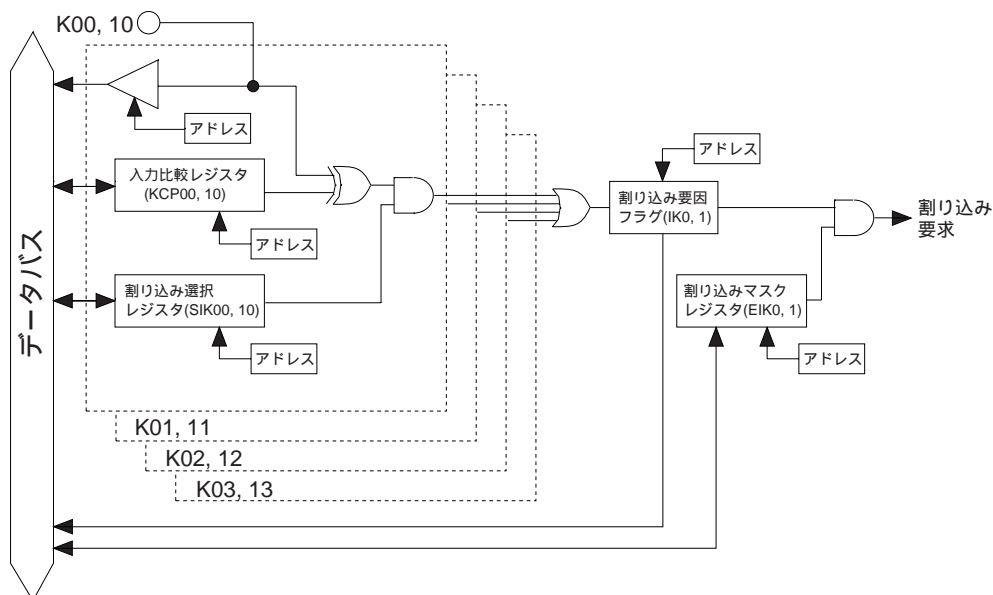 K00, 10
アドレス
入力比較レジスタ
(KCP00, 10)
アドレス
割り込み選択
レジスタ(SIK00, 10)
アドレス
データバス
K01, 11
K02, 12
K03, 13
アドレス
割り込み要因
フラグ(IK0, 1)
割り込みマスク
レジスタ(EIK0, 1)
アドレス
割り込み
要求